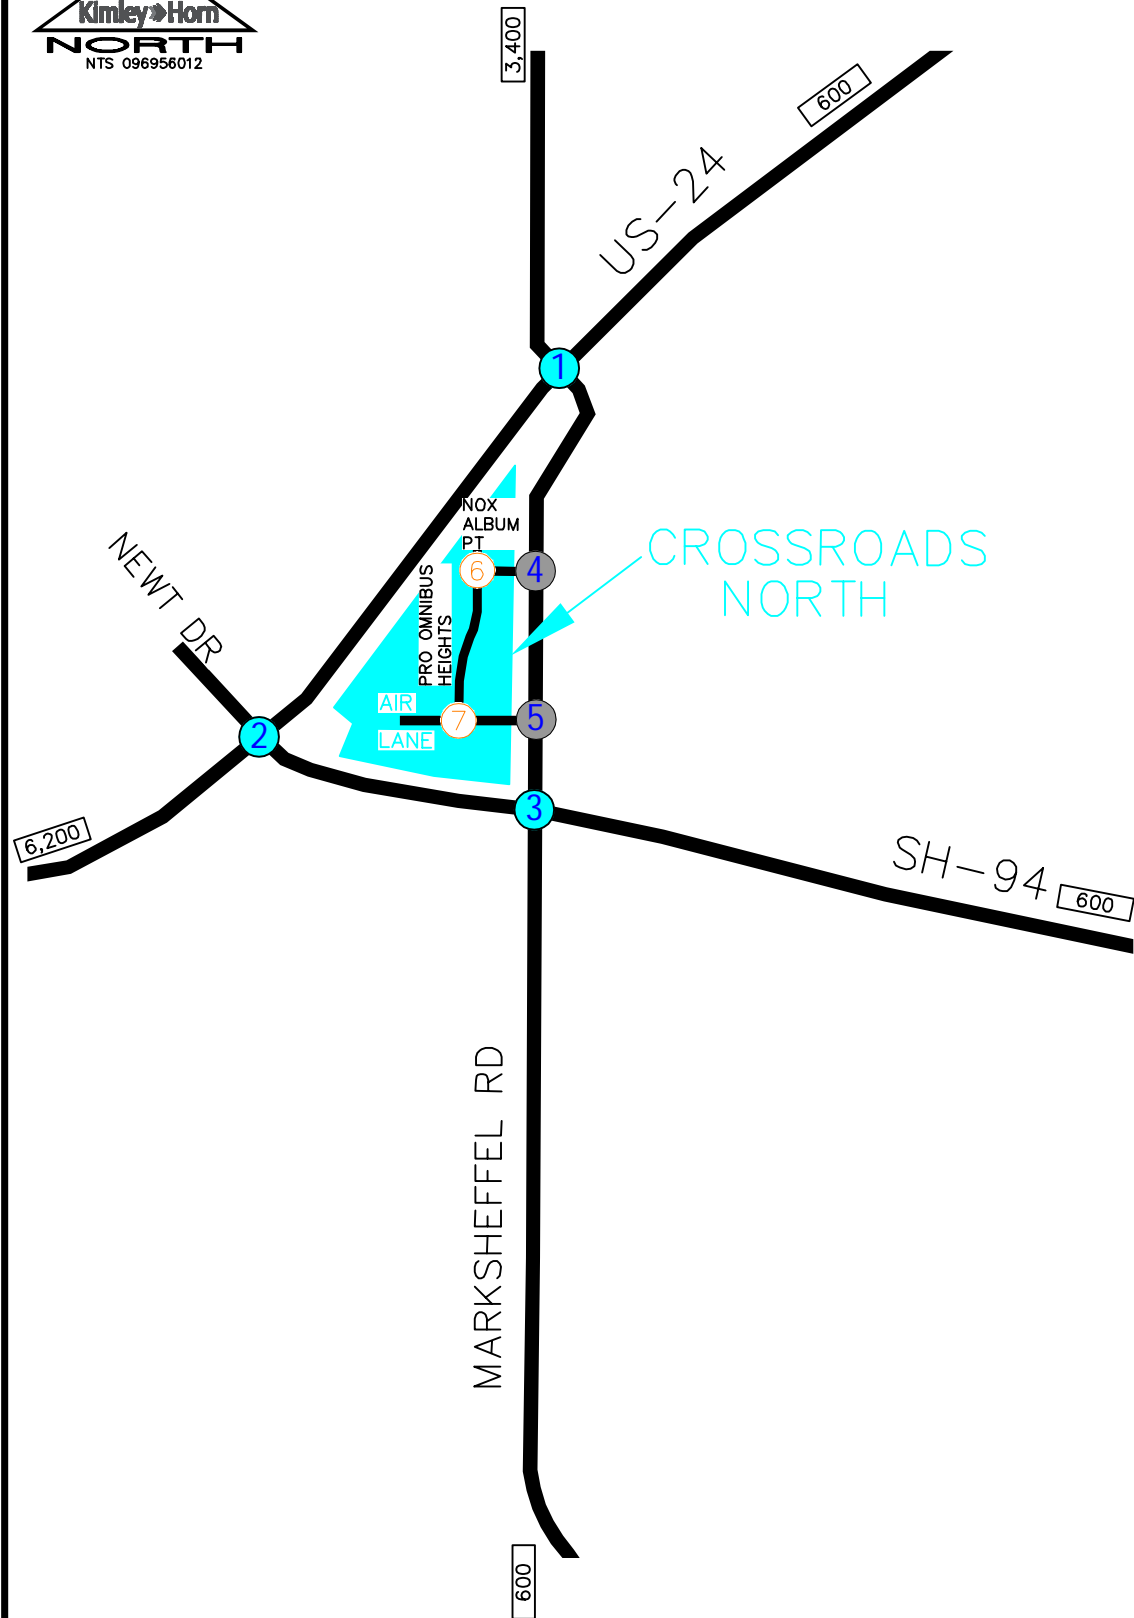 Kimley»Horn
NORTH
NTS 096956012
3,400
600
US-24
1
NOX
ALBUM
PT
CROSSROADS
NORTH
NEWT DR
6
4
PRO OMNIBUS
HEIGHTS
AIR
LANE
7
5
2
3
6,200
SH-94
600
MARKSHEFFEL RD
600